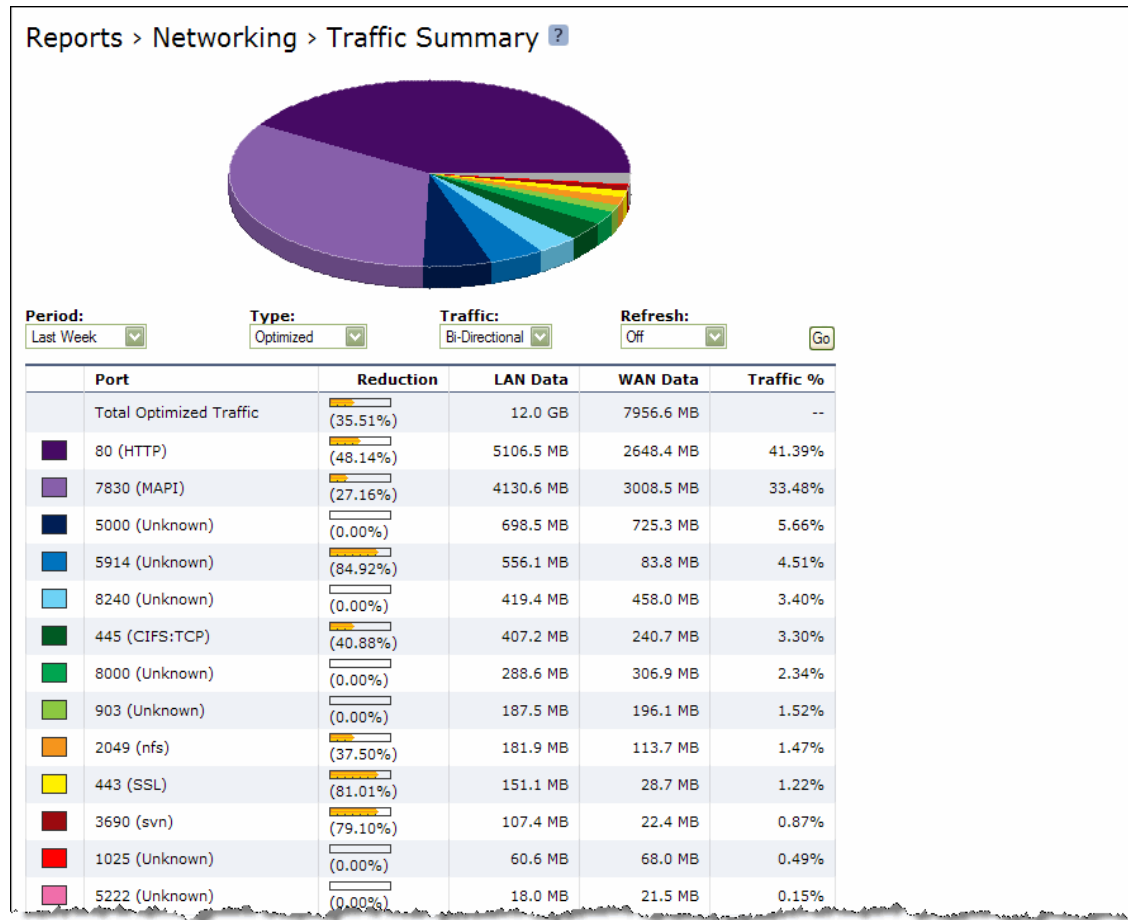 Reports › Networking › Traffic Summary ?
Period: Type: Traffic: Refresh:
Last Week Optimized Bi-Directional Off Go
Port Reduction LAN Data WAN Data Traffic %
Total Optimized Traffic (35.51%) 12.0 GB 7956.6 MB --
80 (HTTP) (48.14%) 5106.5 MB 2648.4 MB 41.39%
7830 (MAPI) (27.16%) 4130.6 MB 3008.5 MB 33.48%
5000 (Unknown) (0.00%) 698.5 MB 725.3 MB 5.66%
5914 (Unknown) (84.92%) 556.1 MB 83.8 MB 4.51%
8240 (Unknown) (0.00%) 419.4 MB 458.0 MB 3.40%
445 (CIFS:TCP) (40.88%) 407.2 MB 240.7 MB 3.30%
8000 (Unknown) (0.00%) 288.6 MB 306.9 MB 2.34%
903 (Unknown) (0.00%) 187.5 MB 196.1 MB 1.52%
2049 (nfs) (37.50%) 181.9 MB 113.7 MB 1.47%
443 (SSL) (81.01%) 151.1 MB 28.7 MB 1.22%
3690 (svn) (79.10%) 107.4 MB 22.4 MB 0.87%
1025 (Unknown) (0.00%) 60.6 MB 68.0 MB 0.49%
5222 (Unknown) (0.00%) 18.0 MB 21.5 MB 0.15%